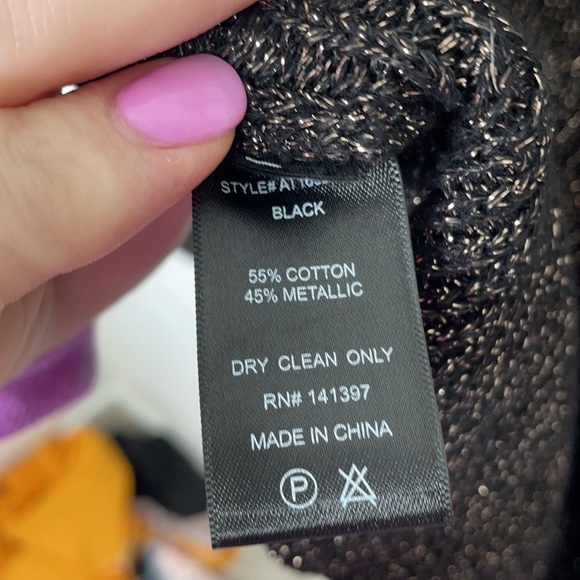 STYLE#
BLACK
55% COTTON
45% METALLIC
DRY CLEAN ONLY
RN# 141397
MADE IN CHINA
P